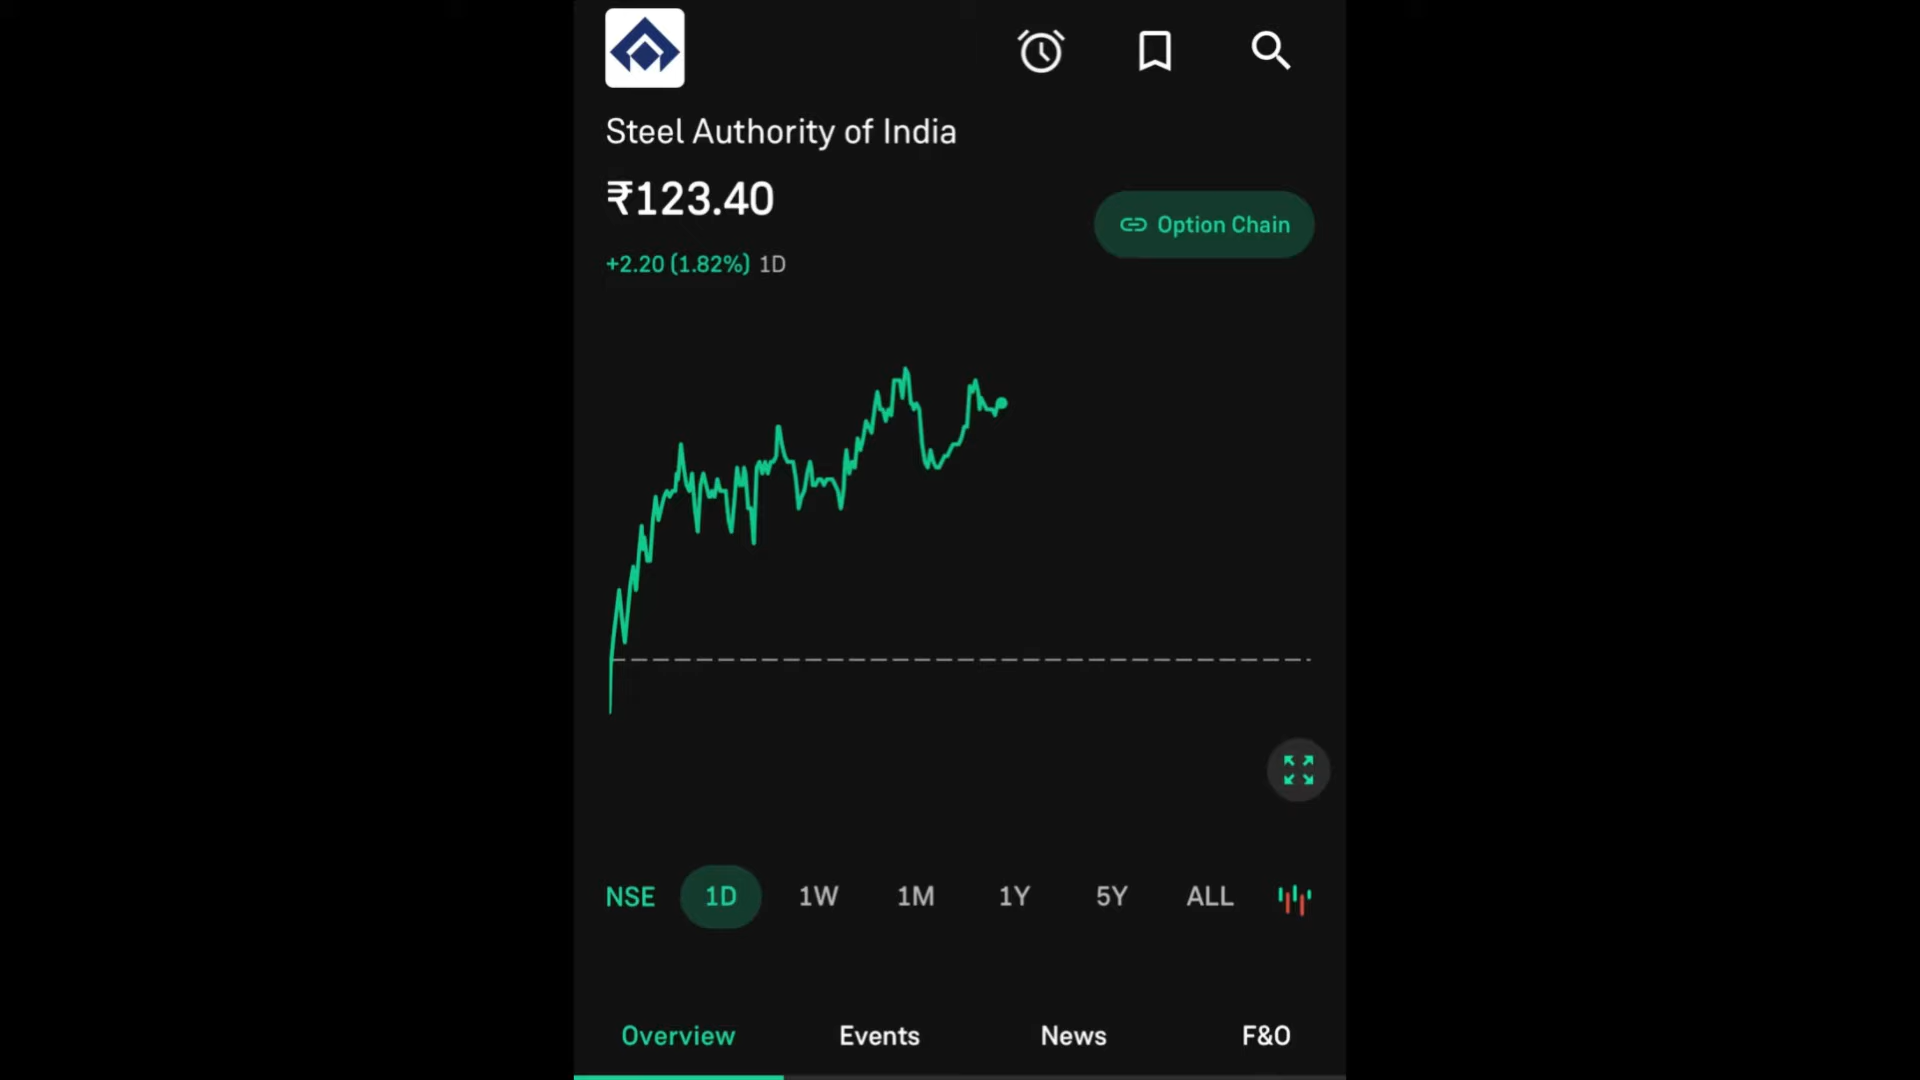 Steel Authority of India
₹123.40
Option Chain
+2.20 (1.82%) 1D
NSE 1D 1W 1M 1Y 5Y ALL
Overview Events News F&O